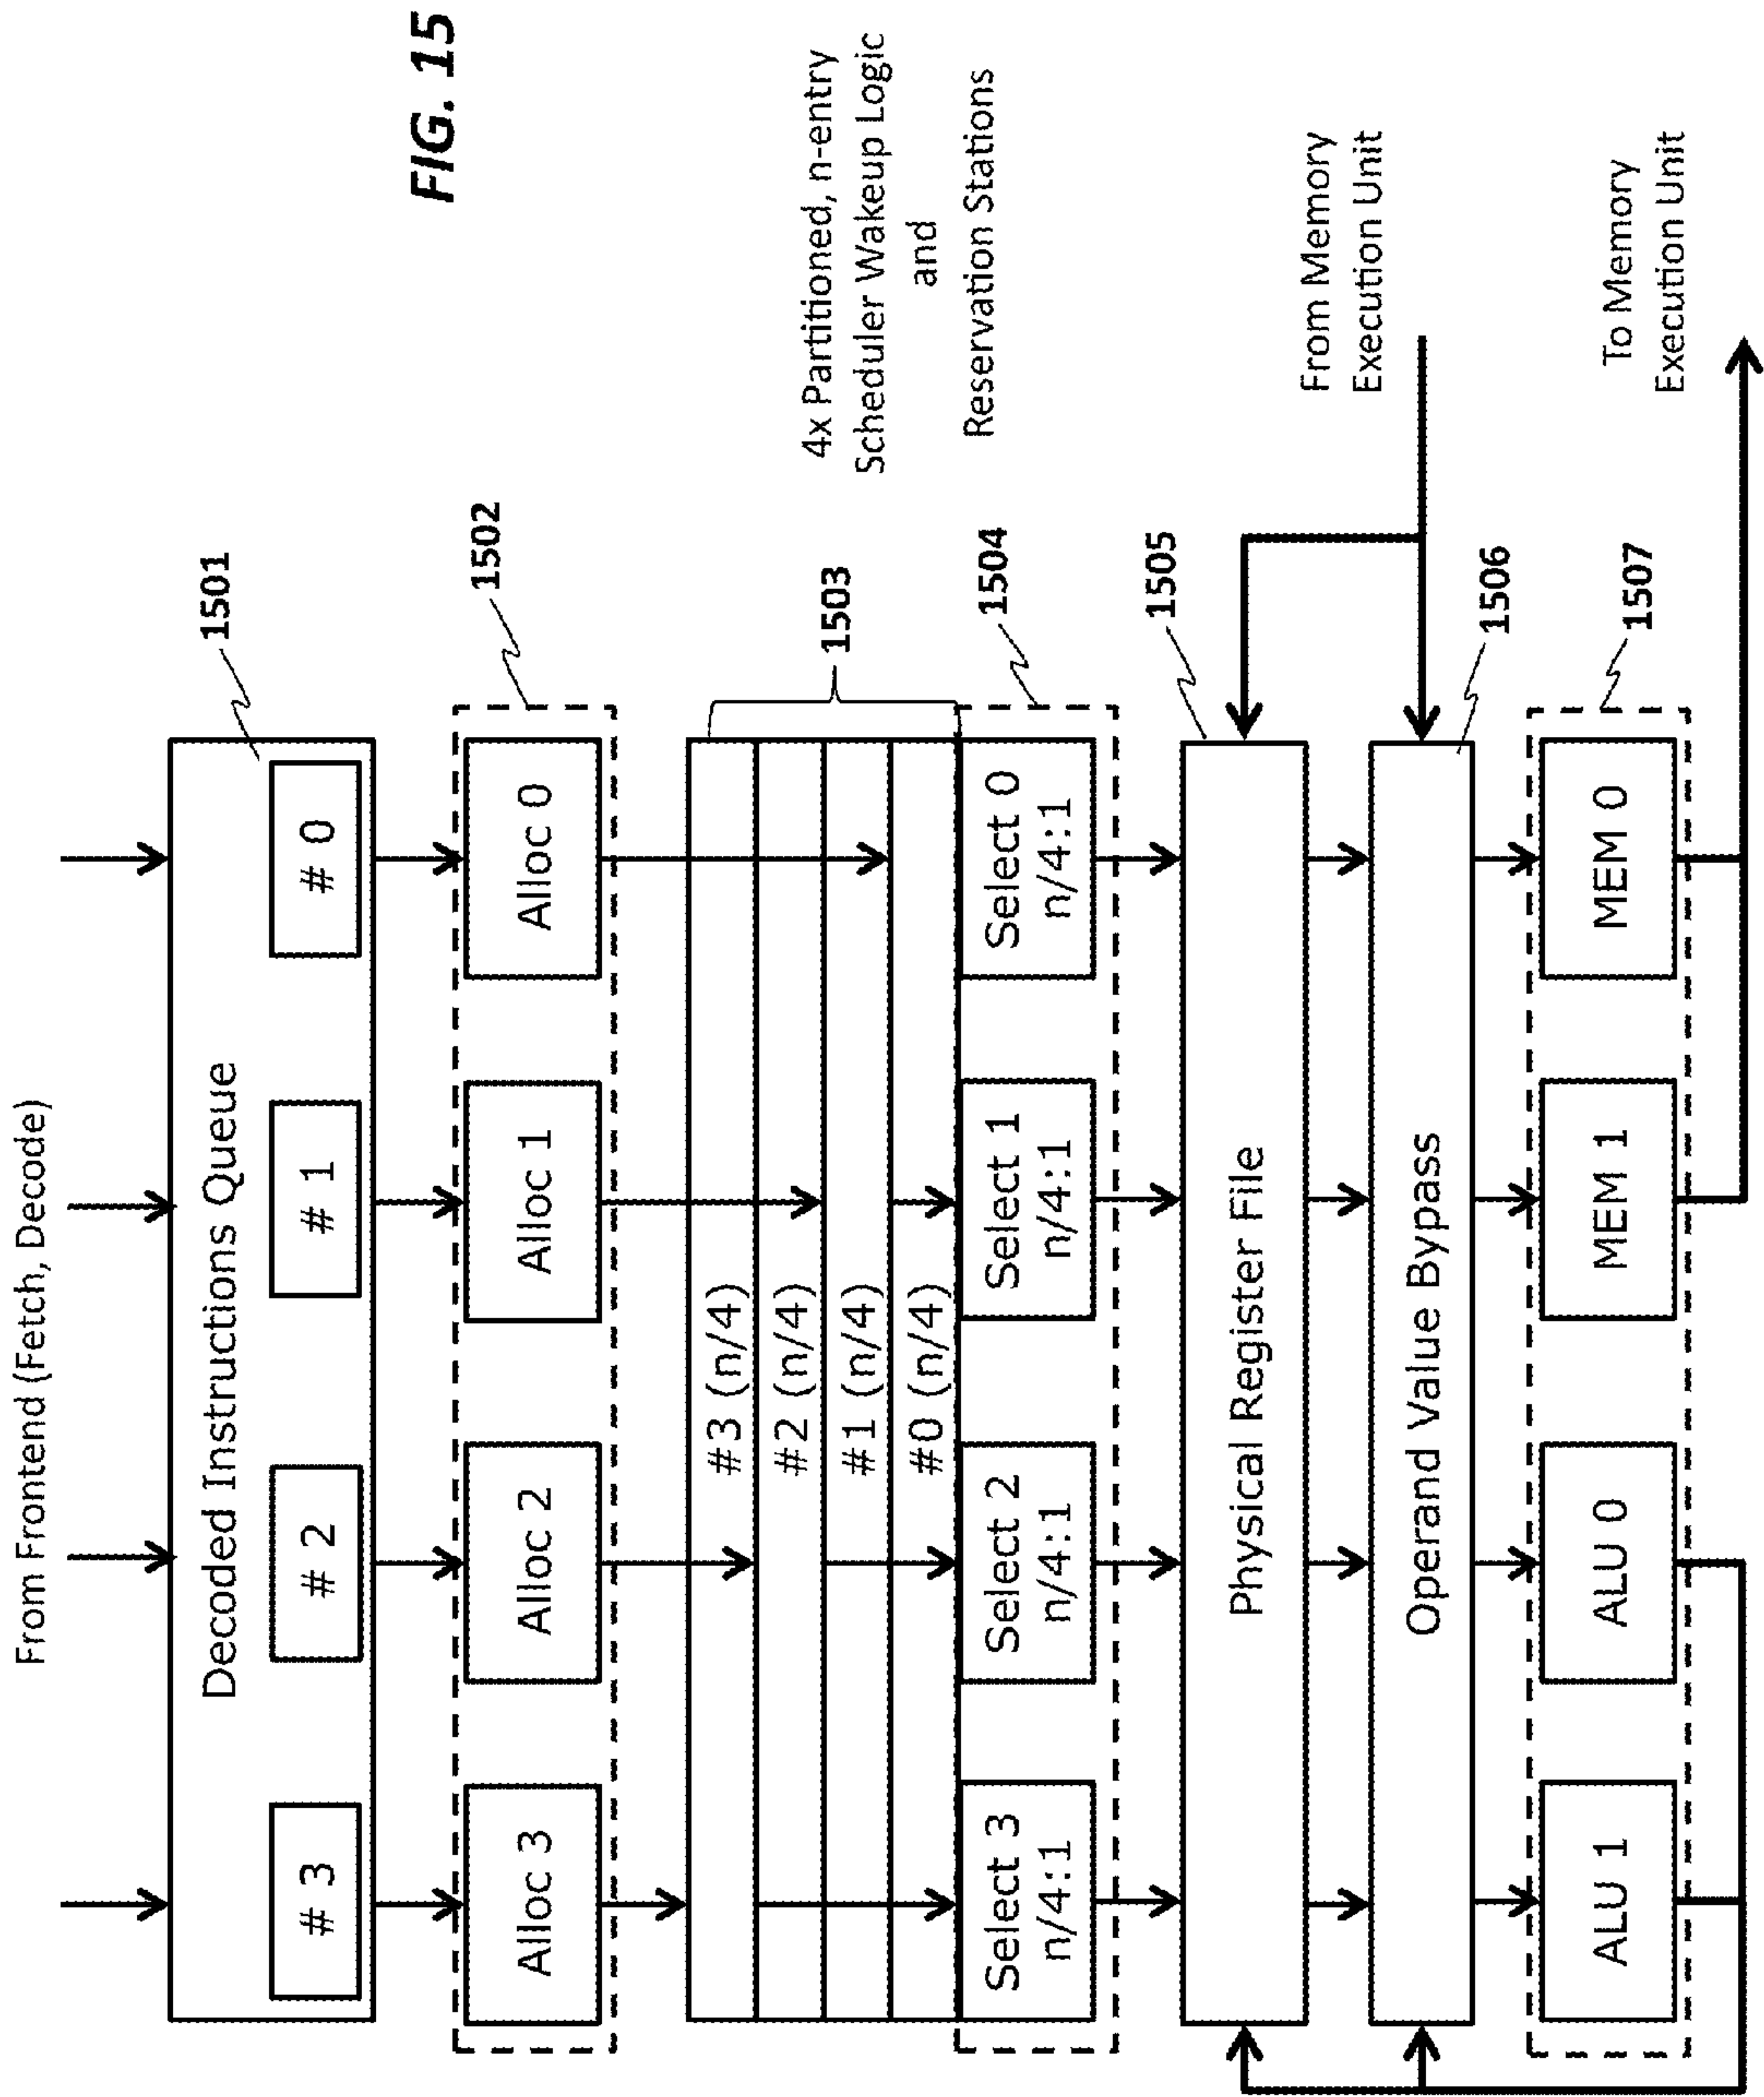 FIG. 15
From Frontend (Fetch, Decode)
Decoded Instructions Queue
# 3
# 2
# 1
# 0
1501
Alloc 3
Alloc 2
Alloc 1
Alloc 0
1502
#3 (n/4)
#2 (n/4)
#1 (n/4)
#0 (n/4)
1503
4x Partitioned, n-entry
Scheduler Wakeup Logic
and
Reservation Stations
Select 3
n/4:1
Select 2
n/4:1
Select 1
n/4:1
Select 0
n/4:1
1504
Physical Register File
1505
From Memory
Execution Unit
Operand Value Bypass
1506
ALU 1
ALU 0
MEM 1
MEM 0
1507
To Memory
Execution Unit